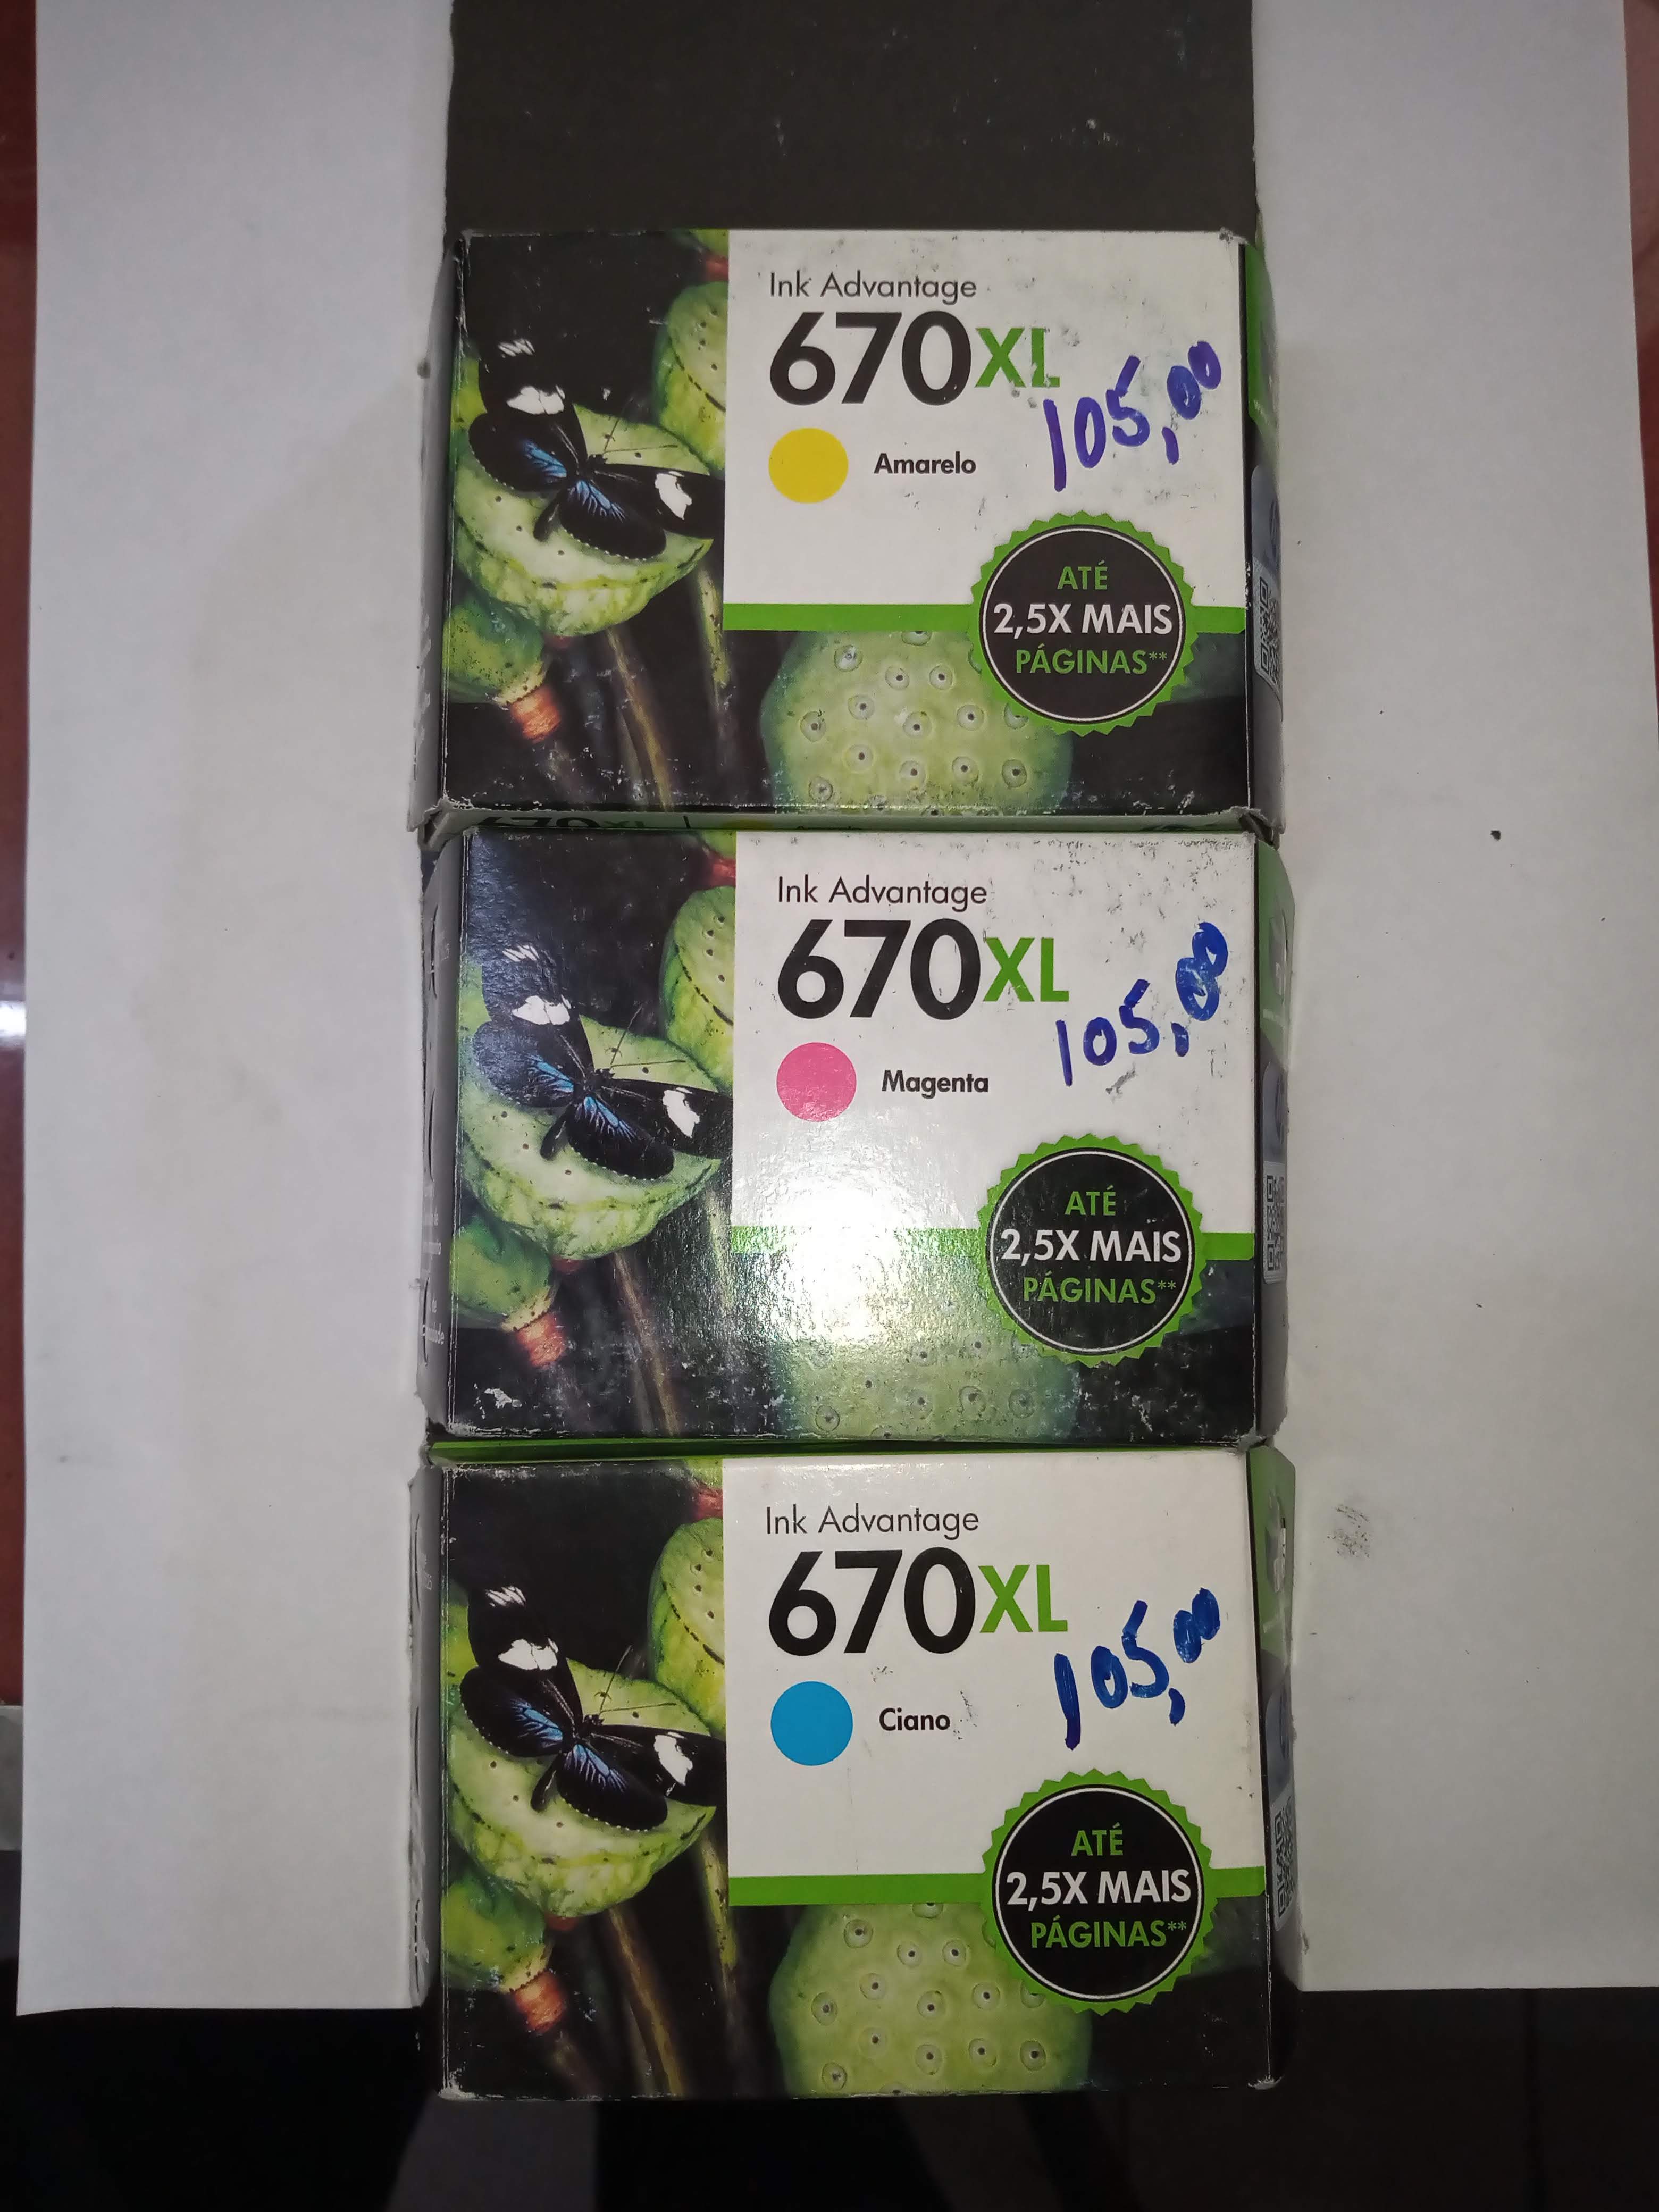 Ink Advantage
670XL
105,00
Amarelo
ATÉ
2,5X MAIS
PÁGINAS**
Ink Advantage
670XL
105,00
Magenta
ATÉ
2,5X MAIS
PÁGINAS**
Ink Advantage
670XL
105,00
Ciano
ATÉ
2,5X MAIS
PÁGINAS**